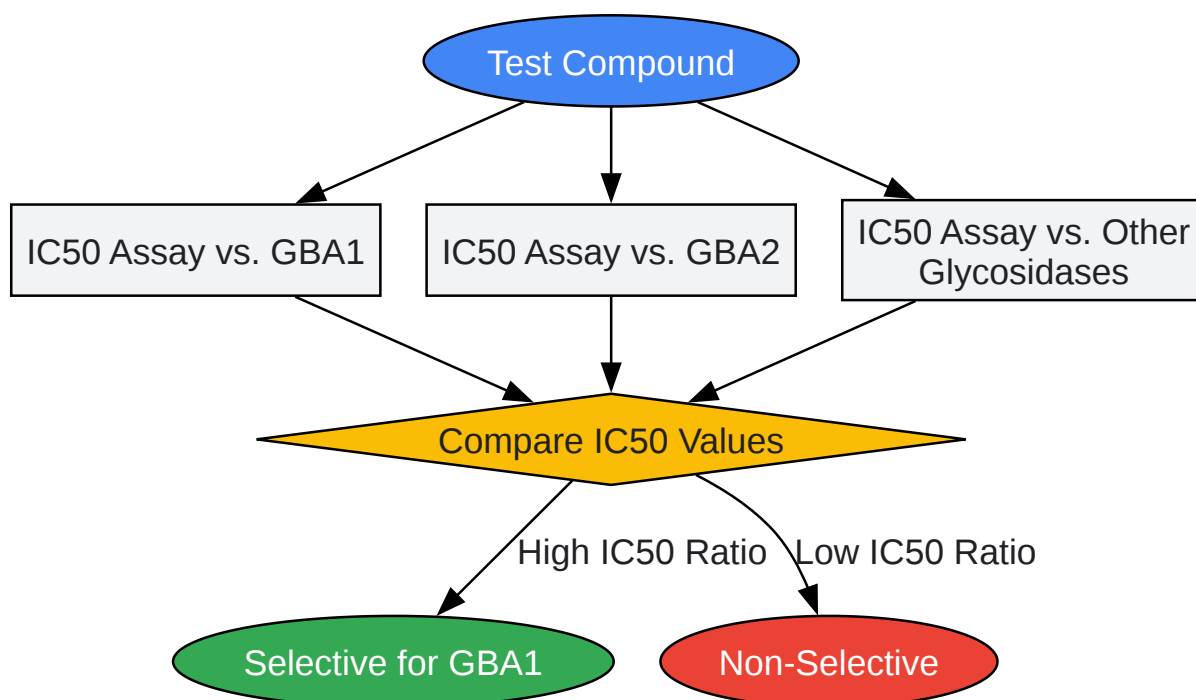 Test Compound
IC50 Assay vs. GBA1
IC50 Assay vs. GBA2
IC50 Assay vs. Other
Glycosidases
Compare IC50 Values
High IC50 Ratio
Low IC50 Ratio
Selective for GBA1
Non-Selective